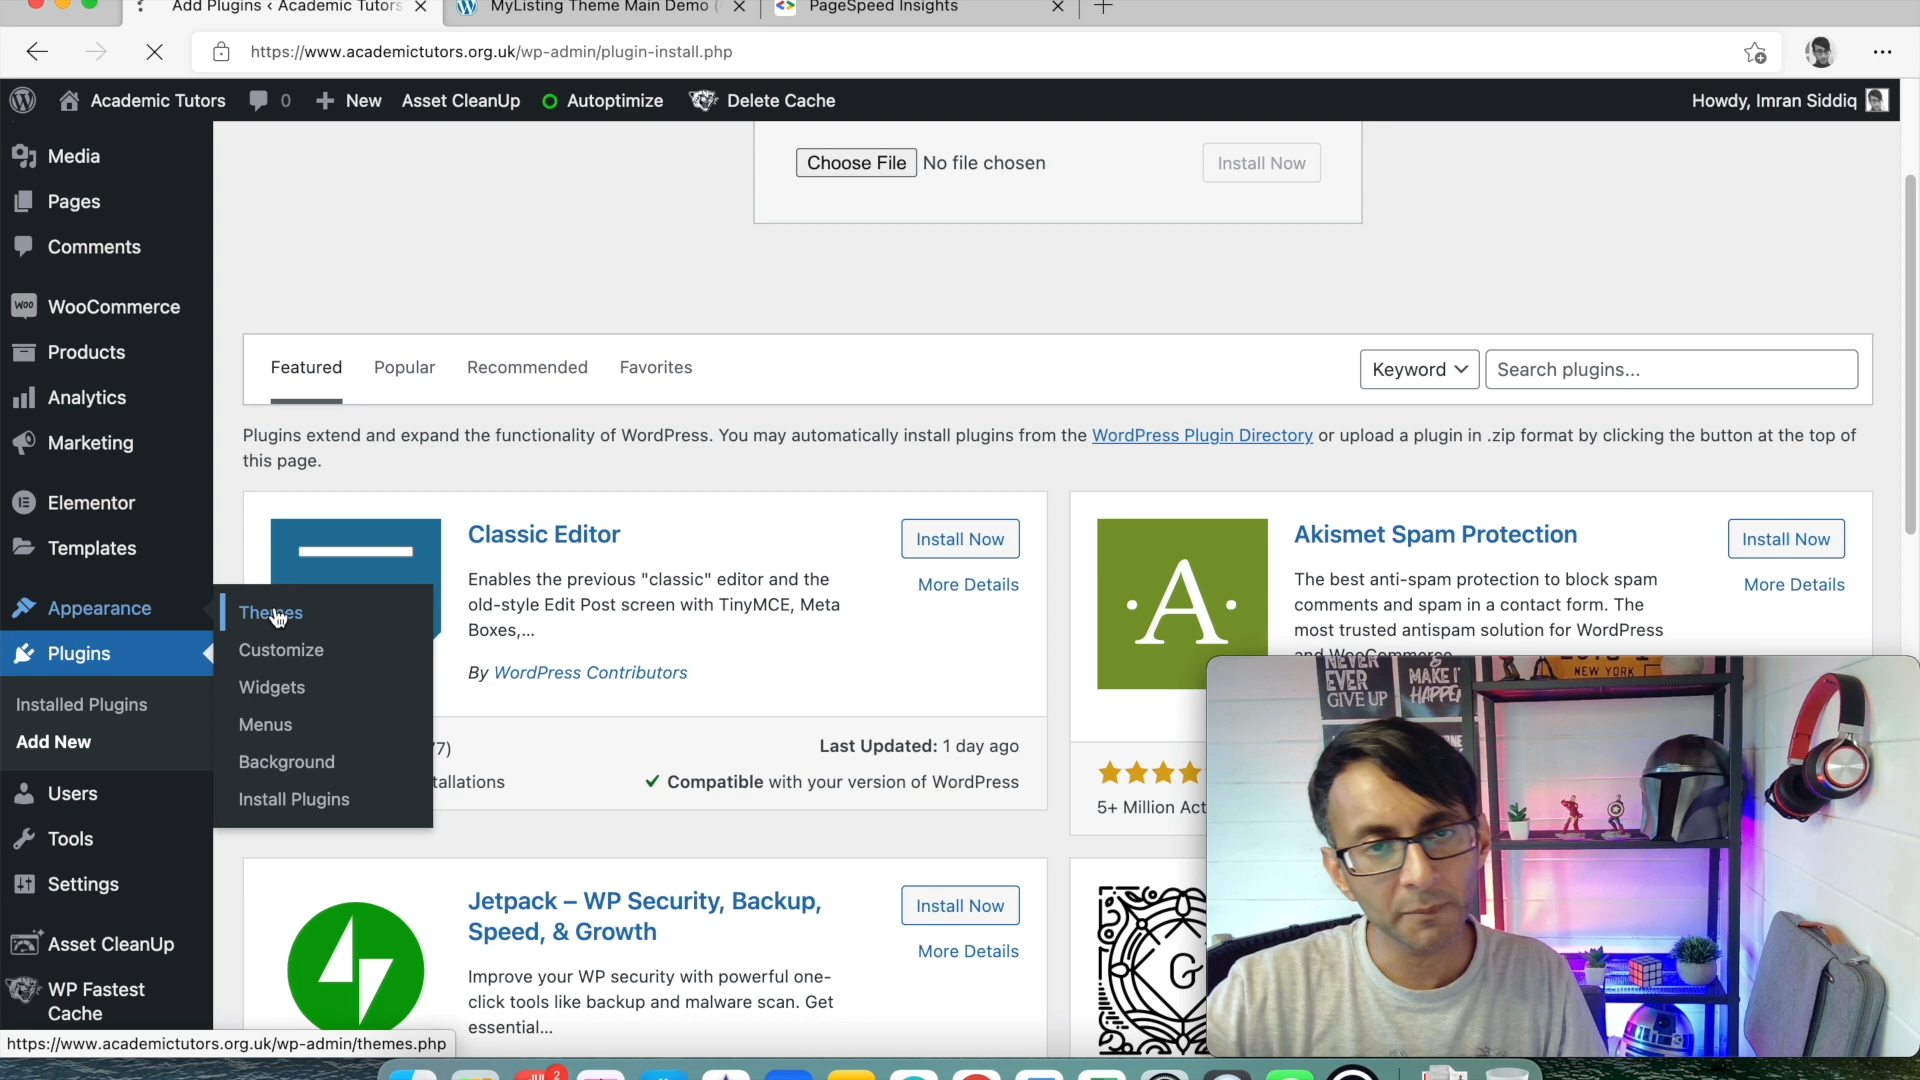 Add Plugins ‹ Academic Tutors
MyListing Theme Main Demo (
PageSpeed Insights
https://www.academictutors.org.uk/wp-admin/plugin-install.php
Academic Tutors
0
New
Asset CleanUp
Autoptimize
Delete Cache
Howdy, Imran Siddiq
Media
Pages
Comments
WooCommerce
Products
Analytics
Marketing
Elementor
Templates
Appearance
Plugins
Installed Plugins
Add New
Users
Tools
Settings
Asset CleanUp
WP Fastest
Cache
Themes
Customize
Widgets
Menus
Background
Install Plugins
Choose File No file chosen
Install Now
Featured
Popular
Recommended
Favorites
Keyword
Search plugins...
Plugins extend and expand the functionality of WordPress. You may automatically install plugins from the WordPress Plugin Directory or upload a plugin in .zip format by clicking the button at the top of
this page.
Classic Editor
Install Now
More Details
Enables the previous "classic" editor and the
old-style Edit Post screen with TinyMCE, Meta
Boxes,...
By WordPress Contributors
7)
Last Updated: 1 day ago
tallations
Compatible with your version of WordPress
Akismet Spam Protection
Install Now
More Details
The best anti-spam protection to block spam
comments and spam in a contact form. The
most trusted antispam solution for WordPress
and WooCommerce
5+ Million Act
Jetpack – WP Security, Backup,
Speed, & Growth
Install Now
More Details
Improve your WP security with powerful one-
click tools like backup and malware scan. Get
essential...
G
NEVER
EVER
GIVE UP
MAKE IT
HAPPEN
NEW YORK
https://www.academictutors.org.uk/wp-admin/themes.php
2